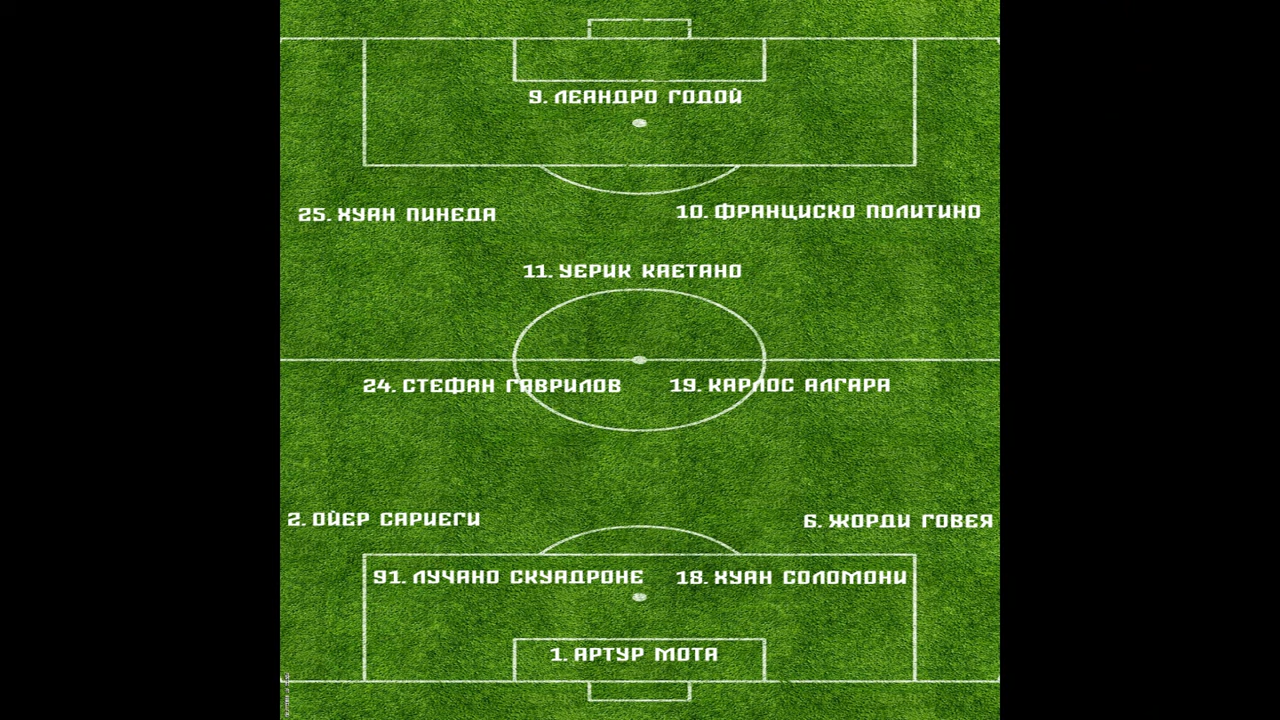 9. ЛЕАНДРО ГОДОЙ
25. ХУАН ПИНЕДА
10. ФРАНЦИСКО ПОЛИТИНО
11. УЕРИК КАЕТАНО
24. СТЕФАН ГАВРИЛОВ
19. КАРЛОС АЛГАРА
2. ОЙЕР САРИЕГИ
6. ЖОРДИ ГОВЕЯ
91. ЛУЧАНО СКУАДРОНЕ
18. ХУАН СОЛОМОНИ
1. АРТУР МОТА